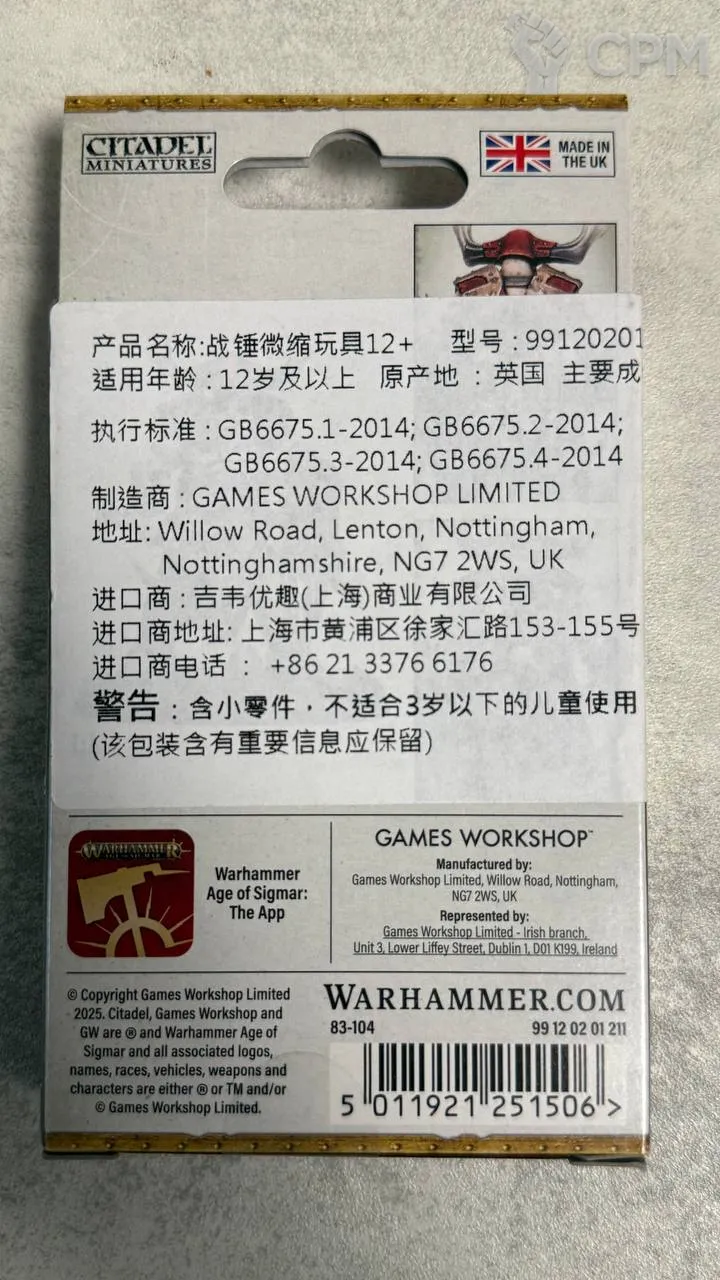 CPM
CITADEL
MINIATURES
MADE IN
THE UK
产品名称:战锤微缩玩具12+ 型号:99120201
适用年龄:12岁及以上 原产地:英国 主要成
执行标准:GB6675.1-2014; GB6675.2-2014;
GB6675.3-2014; GB6675.4-2014
制造商:GAMES WORKSHOP LIMITED
地址: Willow Road, Lenton, Nottingham,
Nottinghamshire, NG7 2WS, UK
进口商:吉韦优趣(上海)商业有限公司
进口商地址: 上海市黄浦区徐家汇路153-155号
进口商电话: +86 21 3376 6176
警告:含小零件,不适合3岁以下的儿童使用
(该包装含有重要信息应保留)
WARHAMMER
AGE OF SIGMAR
Warhammer
Age of Sigmar:
The App
GAMES WORKSHOP™
Manufactured by:
Games Workshop Limited, Willow Road, Nottingham,
NG7 2WS, UK
Represented by:
Games Workshop Limited - Irish branch,
Unit 3, Lower Liffey Street, Dublin 1, D01 K199, Ireland
© Copyright Games Workshop Limited
2025. Citadel, Games Workshop and
GW are ® and Warhammer Age of
Sigmar and all associated logos,
names, races, vehicles, weapons and
characters are either ® or TM and/or
© Games Workshop Limited.
WARHAMMER.COM
83-104 99 12 02 01 211
5 011921 251506 >